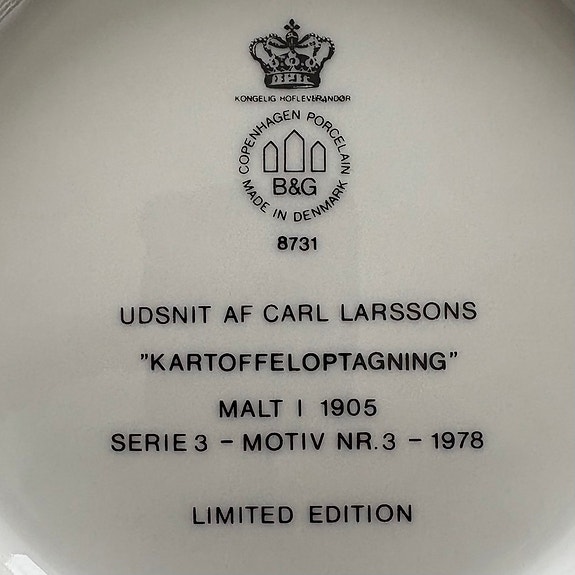 KONGELIG HOFLEVERANDØR
COPENHAGEN PORCELAIN
B&G
MADE IN DENMARK
8731
UDSNIT AF CARL LARSSONS
”KARTOFFELOPTAGNING”
MALT I 1905
SERIE 3 – MOTIV NR. 3 – 1978
LIMITED EDITION